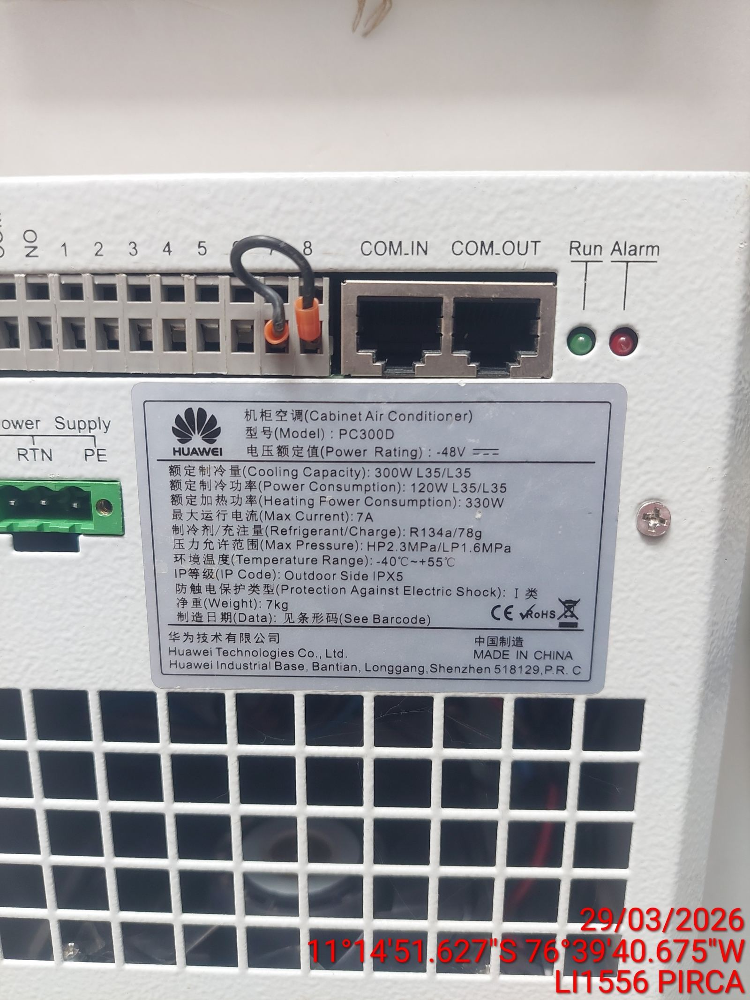 NO 1 2 3 4 5 8 COM_IN COM_OUT Run Alarm
ower Supply
RTN PE
HUAWEI
机柜空调(Cabinet Air Conditioner)
型号(Model) : PC300D
电压额定值(Power Rating) : -48V
额定制冷量(Cooling Capacity): 300W L35/L35
额定制冷功率(Power Consumption): 120W L35/L35
额定加热功率(Heating Power Consumption): 330W
最大运行电流(Max Current): 7A
制冷剂/充注量(Refrigerant/Charge): R134a/78g
压力允许范围(Max Pressure): HP2.3MPa/LP1.6MPa
环境温度(Temperature Range): -40℃~+55℃
IP等级(IP Code): Outdoor Side IPX5
防触电保护类型(Protection Against Electric Shock): I 类
净重(Weight): 7kg
制造日期(Data): 见条形码(See Barcode)
CE RoHS
华为技术有限公司
中国制造
Huawei Technologies Co., Ltd.
MADE IN CHINA
Huawei Industrial Base, Bantian, Longgang,Shenzhen 518129,P.R. C
29/03/2026
11°14'51.627"S 76°39'40.675"W
LI1556 PIRCA